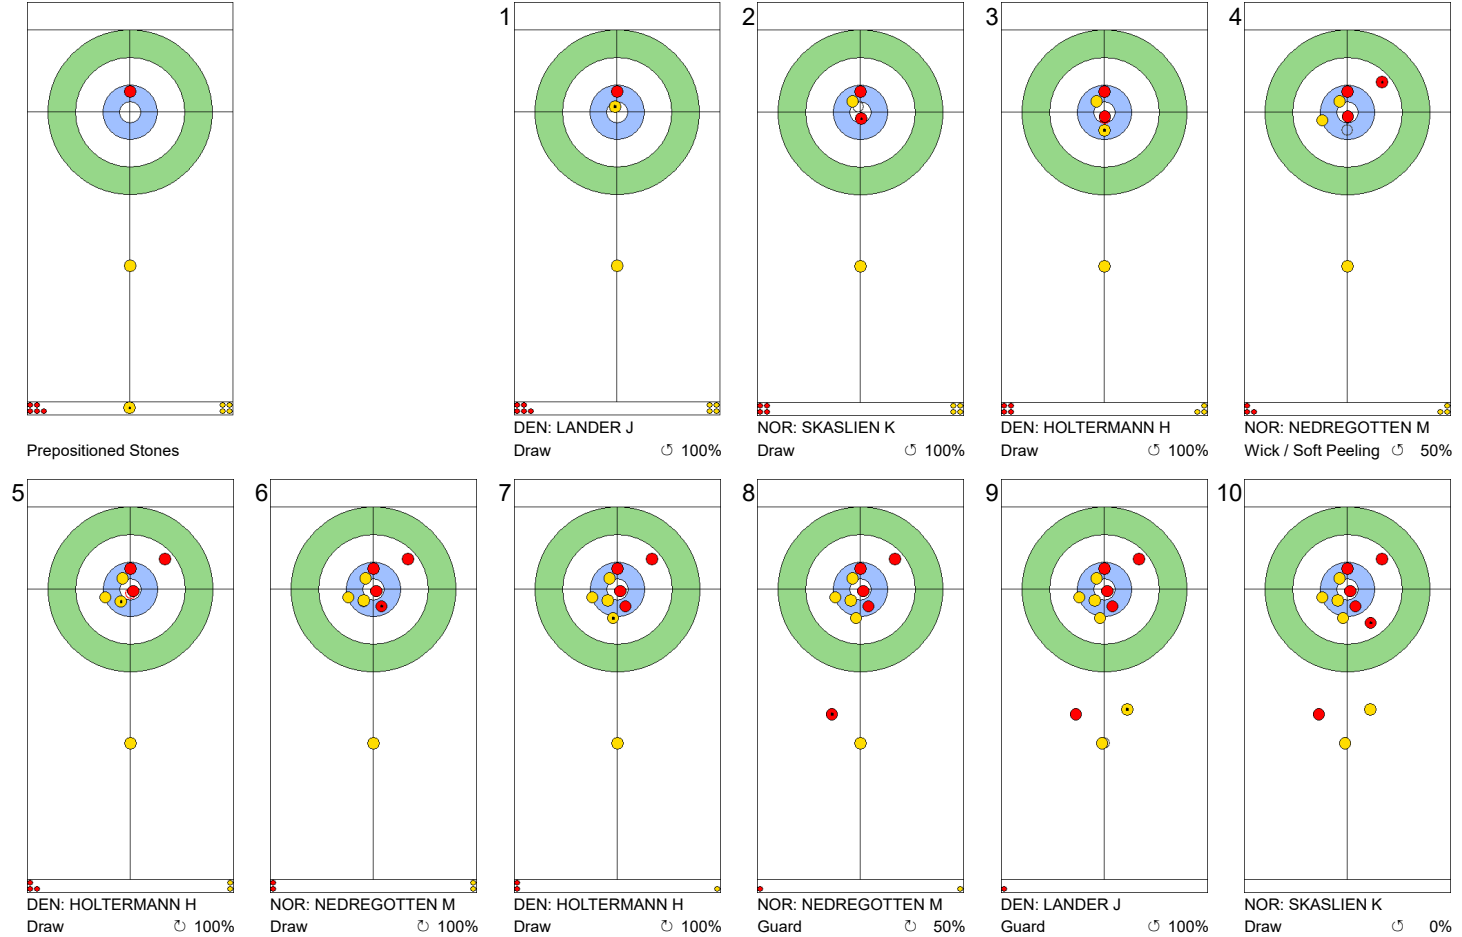 1
2
3
4
Prepositioned Stones
DEN: LANDER J
Draw ↺ 100%
NOR: SKASLIEN K
Draw ↺ 100%
DEN: HOLTERMANN H
Draw ↺ 100%
NOR: NEDREGOTTEN M
Wick / Soft Peeling ↺ 50%
5
6
7
8
9
10
DEN: HOLTERMANN H
Draw ↻ 100%
NOR: NEDREGOTTEN M
Draw ↻ 100%
DEN: HOLTERMANN H
Draw ↻ 100%
NOR: NEDREGOTTEN M
Guard ↻ 50%
DEN: LANDER J
Guard ↻ 100%
NOR: SKASLIEN K
Draw ↺ 0%